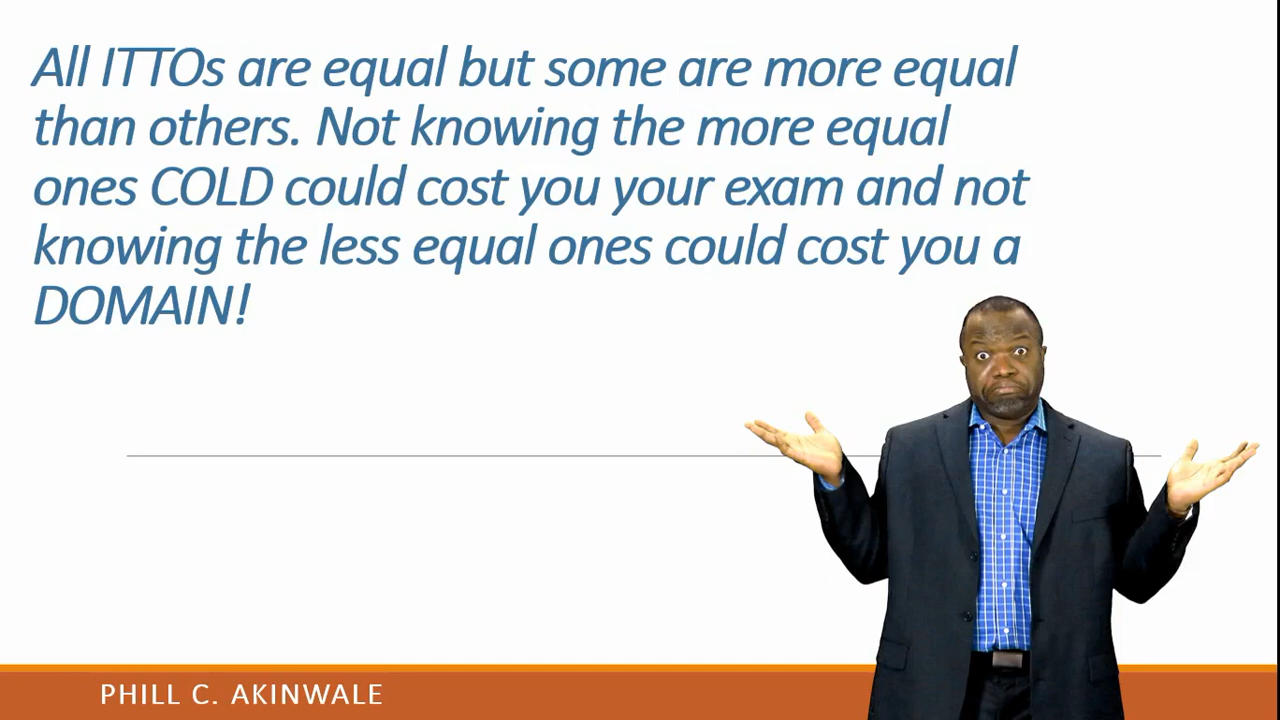 All ITTOs are equal but some are more equal
than others. Not knowing the more equal
ones COLD could cost you your exam and not
knowing the less equal ones could cost you a
DOMAIN!
PHILL C. AKINWALE